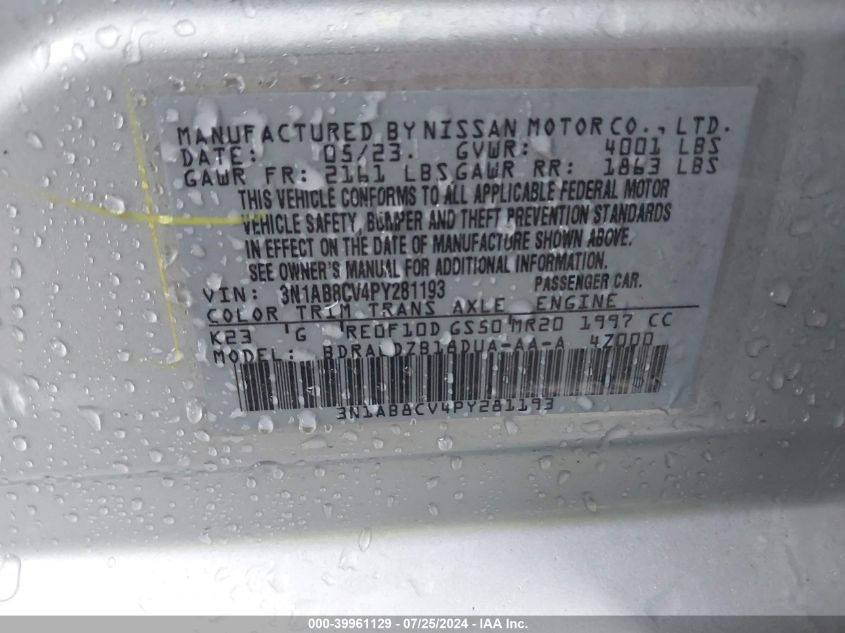 MANUFACTURED BY NISSAN MOTOR CO., LTD.
DATE: 05/23. GVWR: 4001 LBS
GAWR FR: 2161 LBS GAWR RR: 1863 LBS
THIS VEHICLE CONFORMS TO ALL APPLICABLE FEDERAL MOTOR
VEHICLE SAFETY, BUMPER AND THEFT PREVENTION STANDARDS
IN EFFECT ON THE DATE OF MANUFACTURE SHOWN ABOVE.
SEE OWNER'S MANUAL FOR ADDITIONAL INFORMATION.
VIN: 3N1AB8CV4PY281193 PASSENGER CAR.
COLOR TRIM TRANS AXLE ENGINE
K23 G RE0F10D GS50 MR20 1997 CC
MODEL: BDRALDZB18DUA-AA-A 4Z000
3N1AB8CV4PY281193
000-39961129 - 07/25/2024 - IAA Inc.